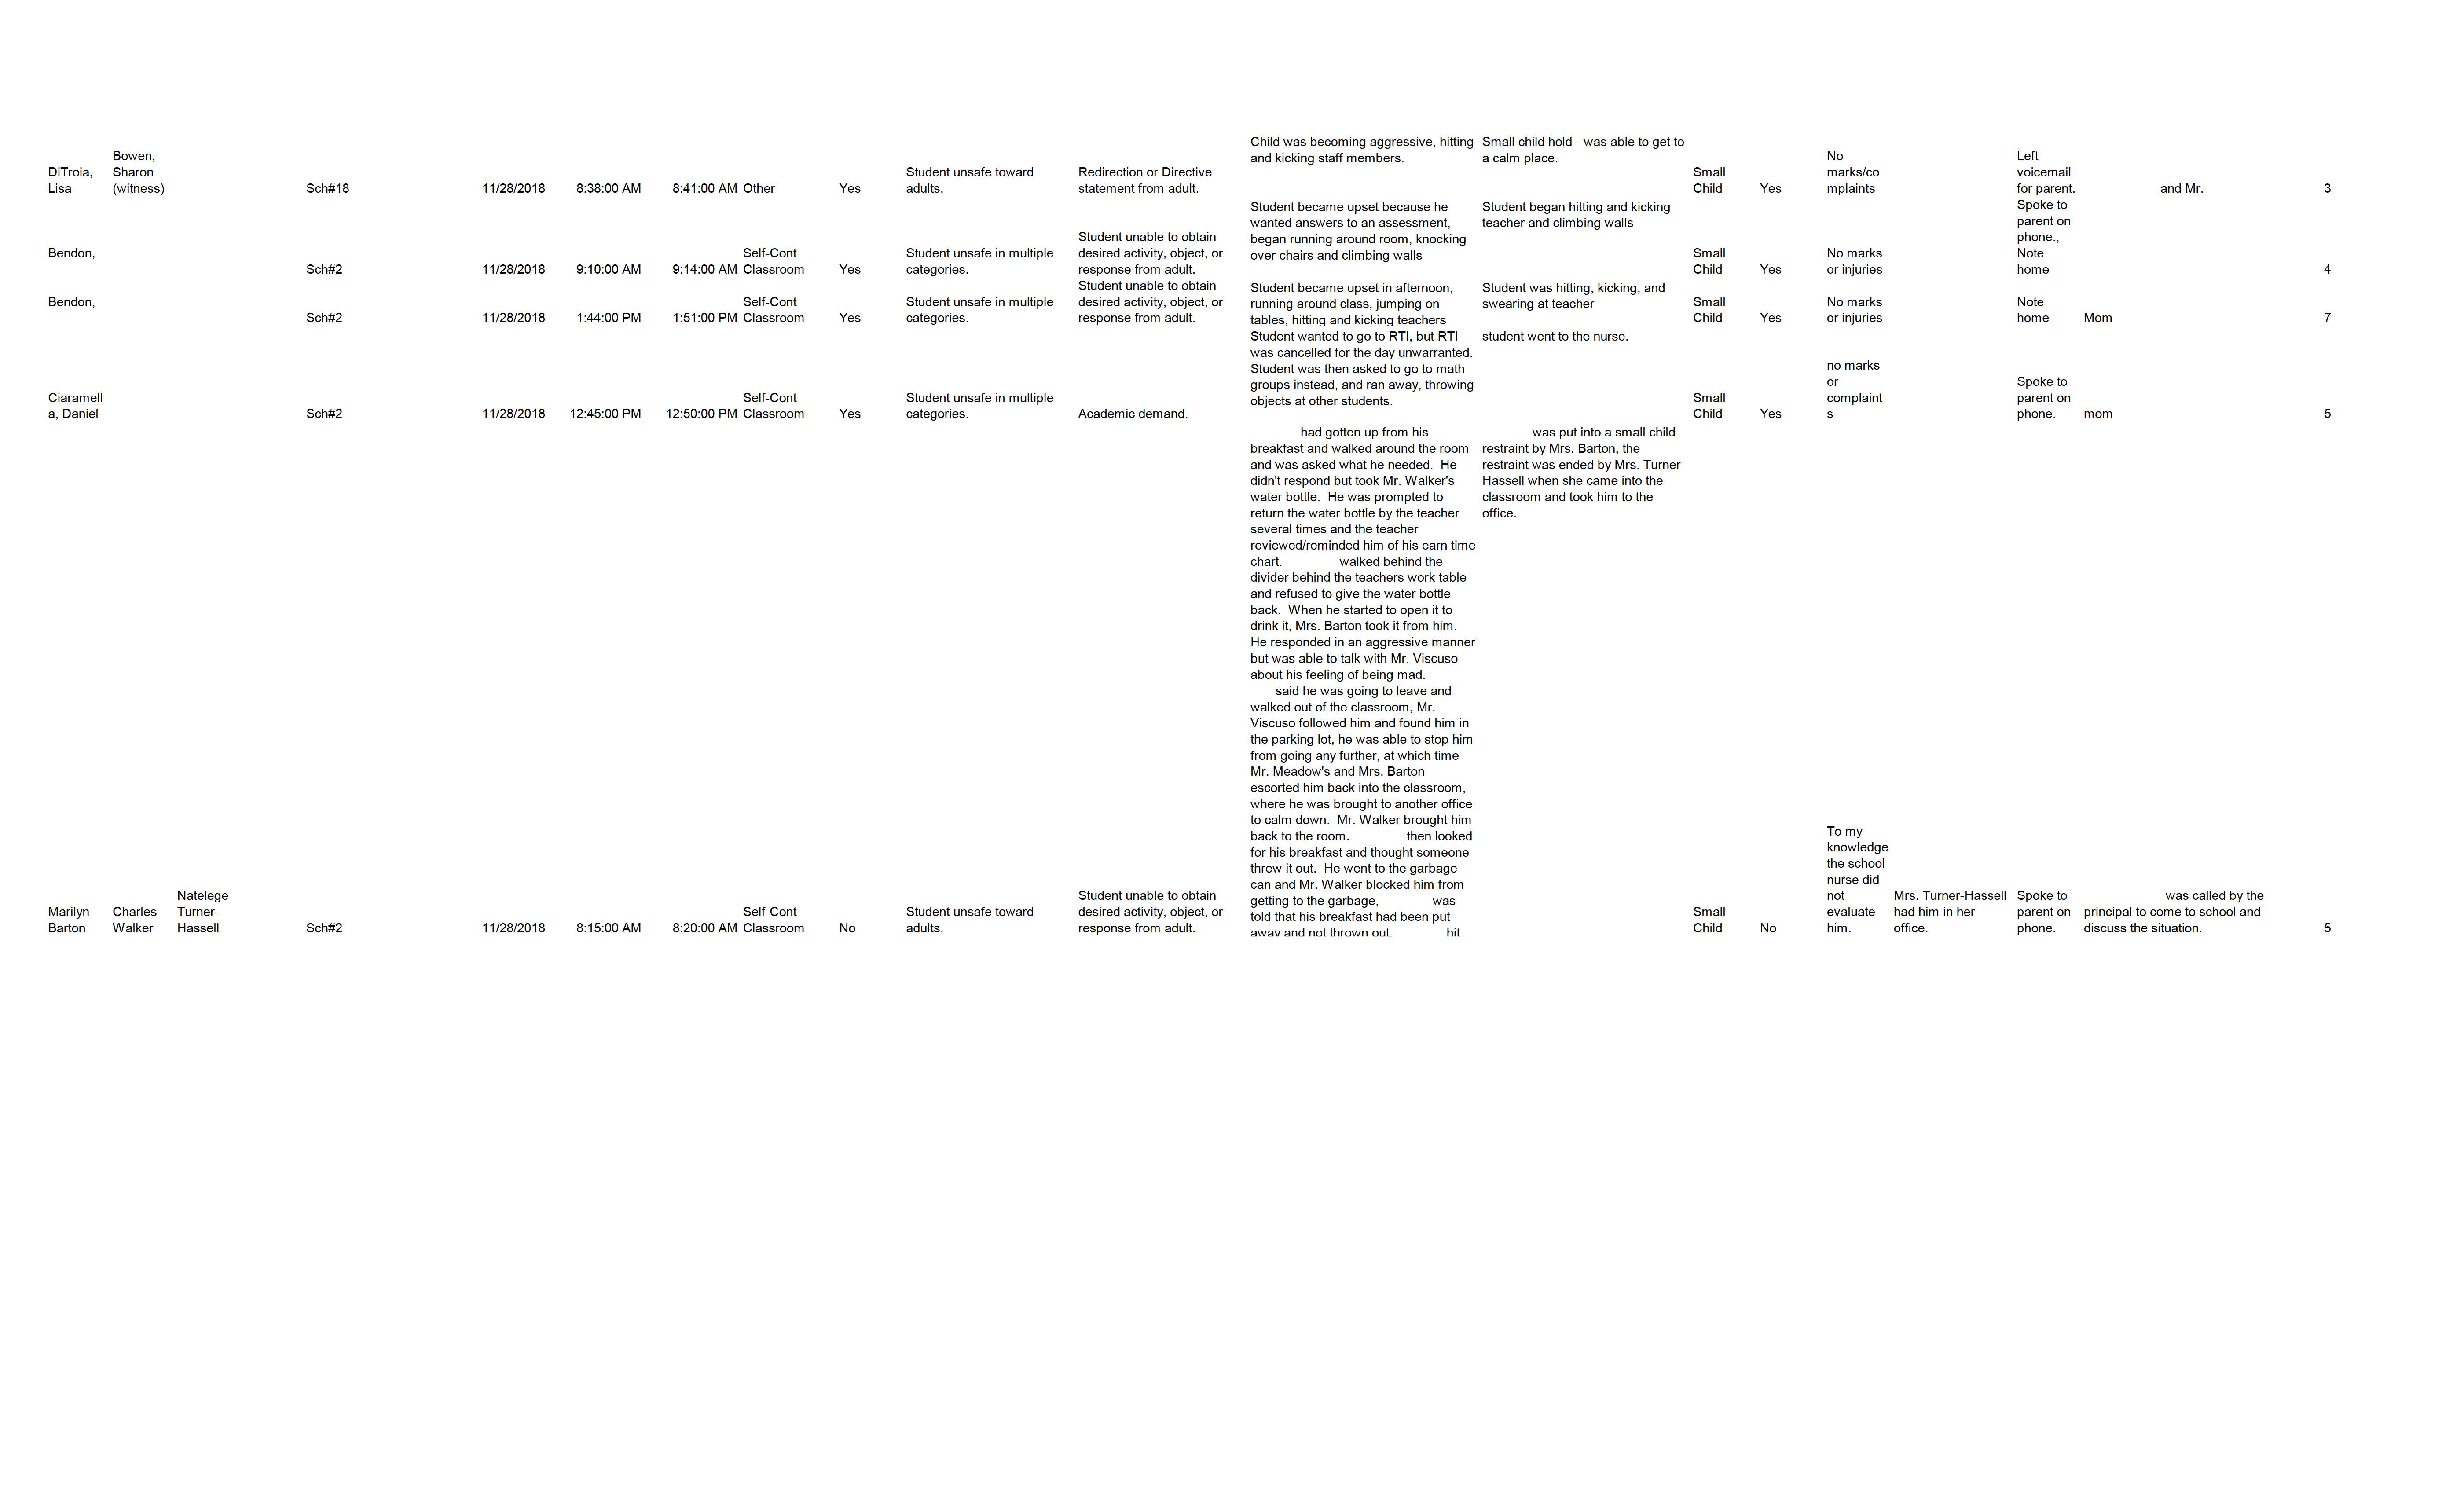 DiTroia,
Lisa
Bowen,
Sharon
(witness)
Sch#18
11/28/2018
8:38:00 AM
8:41:00 AM
Other
Yes
Student unsafe toward
adults.
Redirection or Directive
statement from adult.
Child was becoming aggressive, hitting
and kicking staff members.
Small child hold - was able to get to
a calm place.
Small
Child
Yes
No
marks/co
mplaints
Left
voicemail
for parent.
and Mr.
3
Bendon,
Sch#2
11/28/2018
9:10:00 AM
9:14:00 AM
Self-Cont
Classroom
Yes
Student unsafe in multiple
categories.
Student unable to obtain
desired activity, object, or
response from adult.
Student became upset because he
wanted answers to an assessment,
began running around room, knocking
over chairs and climbing walls
Student began hitting and kicking
teacher and climbing walls
Small
Child
Yes
No marks
or injuries
Spoke to
parent on
phone.,
Note
home
4
Bendon,
Sch#2
11/28/2018
1:44:00 PM
1:51:00 PM
Self-Cont
Classroom
Yes
Student unsafe in multiple
categories.
Student unable to obtain
desired activity, object, or
response from adult.
Student became upset in afternoon,
running around class, jumping on
tables, hitting and kicking teachers
Student was hitting, kicking, and
swearing at teacher
Small
Child
Yes
No marks
or injuries
Note
home
Mom
7
Ciaramell
a, Daniel
Sch#2
11/28/2018
12:45:00 PM
12:50:00 PM
Self-Cont
Classroom
Yes
Student unsafe in multiple
categories.
Academic demand.
Student wanted to go to RTI, but RTI
was cancelled for the day unwarranted.
Student was then asked to go to math
groups instead, and ran away, throwing
objects at other students.
student went to the nurse.
Small
Child
Yes
no marks
or
complaint
s
Spoke to
parent on
phone.
mom
5
Marilyn
Barton
Charles
Walker
Natelege
Turner-
Hassell
Sch#2
11/28/2018
8:15:00 AM
8:20:00 AM
Self-Cont
Classroom
No
Student unsafe toward
adults.
Student unable to obtain
desired activity, object, or
response from adult.
had gotten up from his
breakfast and walked around the room
and was asked what he needed.  He
didn't respond but took Mr. Walker's
water bottle.  He was prompted to
return the water bottle by the teacher
several times and the teacher
reviewed/reminded him of his earn time
chart. walked behind the
divider behind the teachers work table
and refused to give the water bottle
back.  When he started to open it to
drink it, Mrs. Barton took it from him.
He responded in an aggressive manner
but was able to talk with Mr. Viscuso
about his feeling of being mad.
said he was going to leave and
walked out of the classroom, Mr.
Viscuso followed him and found him in
the parking lot, he was able to stop him
from going any further, at which time
Mr. Meadow's and Mrs. Barton
escorted him back into the classroom,
where he was brought to another office
to calm down.  Mr. Walker brought him
back to the room. then looked
for his breakfast and thought someone
threw it out.  He went to the garbage
can and Mr. Walker blocked him from
getting to the garbage, was
told that his breakfast had been put
away and not thrown out. hit
was put into a small child
restraint by Mrs. Barton, the
restraint was ended by Mrs. Turner-
Hassell when she came into the
classroom and took him to the
office.
Small
Child
No
To my
knowledge
the school
nurse did
not
evaluate
him.
Mrs. Turner-Hassell
had him in her
office.
Spoke to
parent on
phone.
was called by the
principal to come to school and
discuss the situation.
5